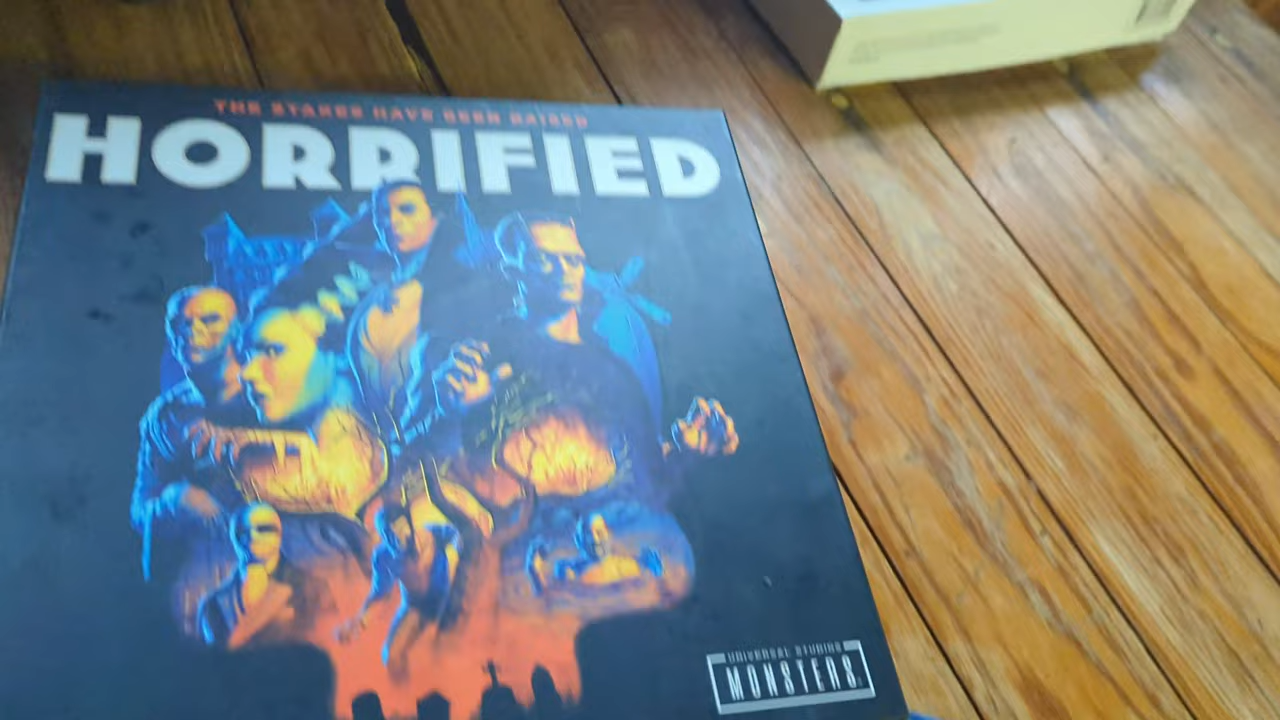 THE STAKES HAVE BEEN RAISED
HORRIFIED
UNIVERSAL STUDIOS
MONSTERS